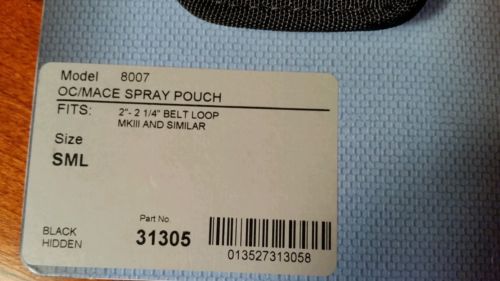 Model 8007
OC/MACE SPRAY POUCH
FITS: 2"- 2 1/4" BELT LOOP
MKIII AND SIMILAR
Size
SML
BLACK
HIDDEN
Part No.
31305
013527313058